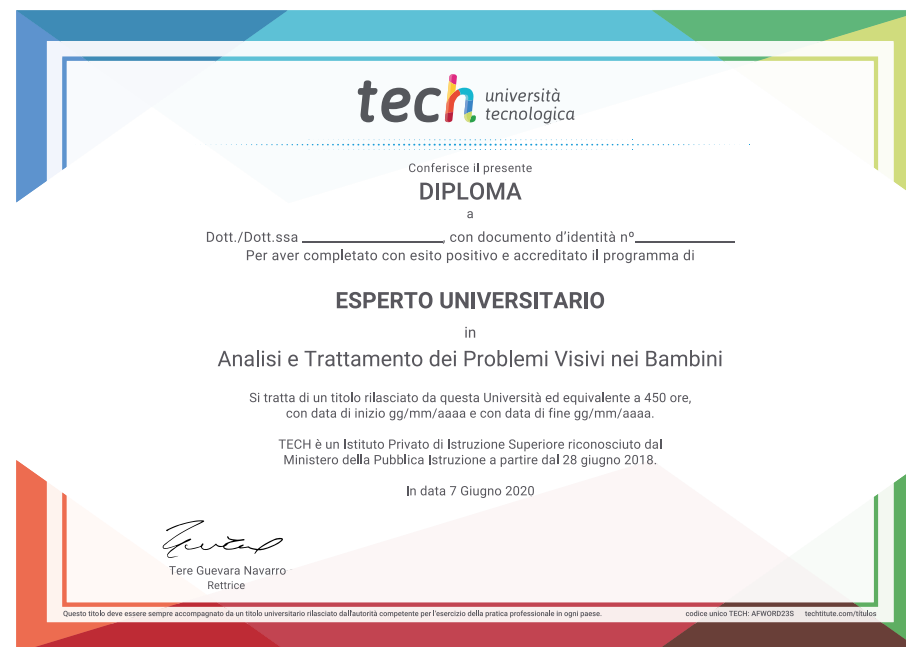 tech università
tecnologica
Conferisce il presente
DIPLOMA
a
Dott./Dott.ssa ____________________, con documento d'identità nº______________
Per aver completato con esito positivo e accreditato il programma di
ESPERTO UNIVERSITARIO
in
Analisi e Trattamento dei Problemi Visivi nei Bambini
Si tratta di un titolo rilasciato da questa Università ed equivalente a 450 ore,
con data di inizio gg/mm/aaaa e con data di fine gg/mm/aaaa.
TECH è un Istituto Privato di Istruzione Superiore riconosciuto dal
Ministero della Pubblica Istruzione a partire dal 28 giugno 2018.
In data 7 Giugno 2020
Tere Guevara Navarro
Rettrice
Questo titolo deve essere sempre accompagnato da un titolo universitario rilasciato dall'autorità competente per l'esercizio della pratica professionale in ogni paese. codice unico TECH: AFWORD23S techtitute.com/titulos